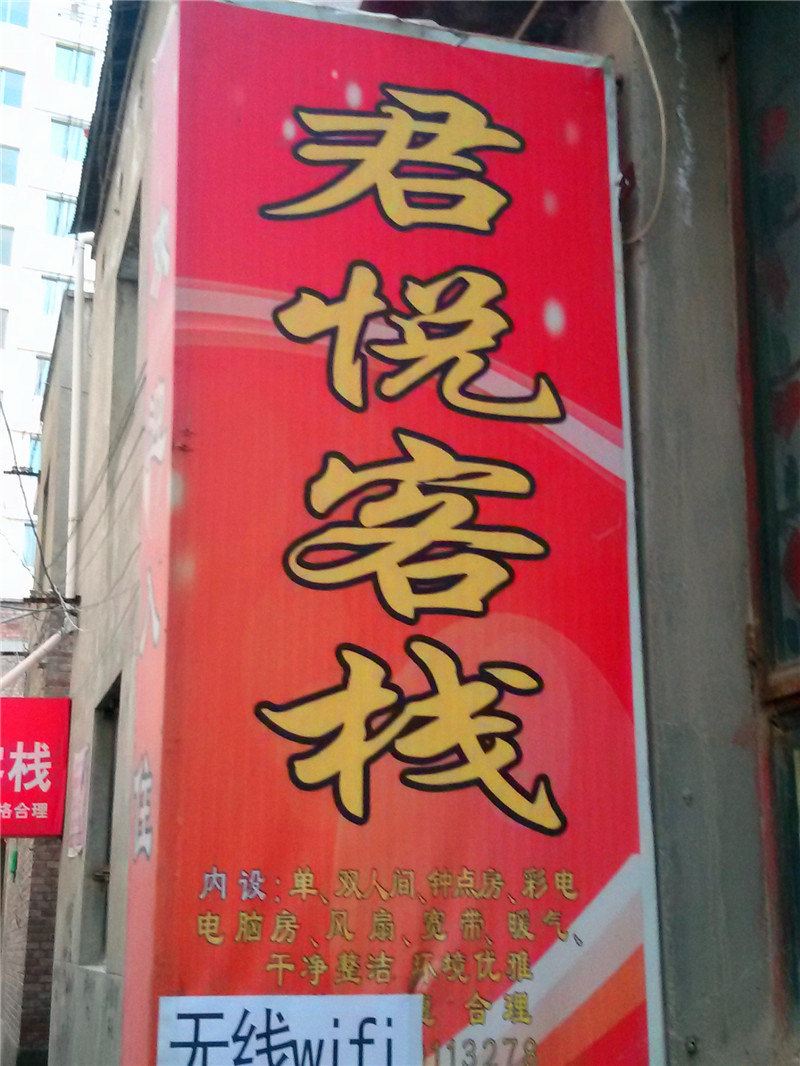 君悦客栈
内设:单、双人间、钟点房、彩电
电脑房、风扇、宽带、暖气、
干净整洁 环境优雅
合理
无线wifi
113278
栈
格合理